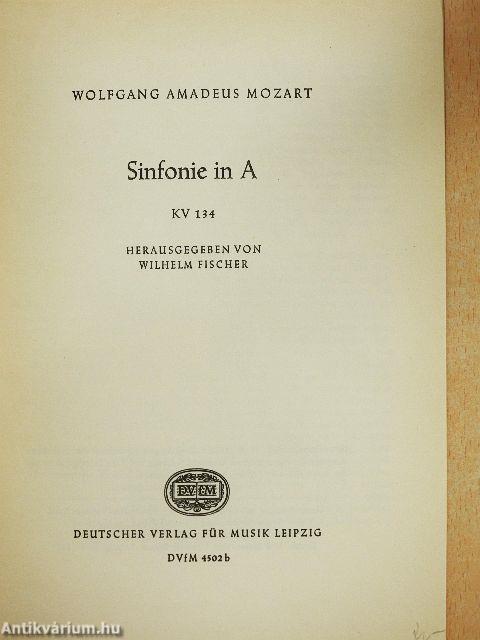 WOLFGANG AMADEUS MOZART
Sinfonie in A
KV 134
HERAUSGEGEBEN VON
WILHELM FISCHER
DVfM
DEUTSCHER VERLAG FÜR MUSIK LEIPZIG
DVfM 4502b
Antikvárium.hu